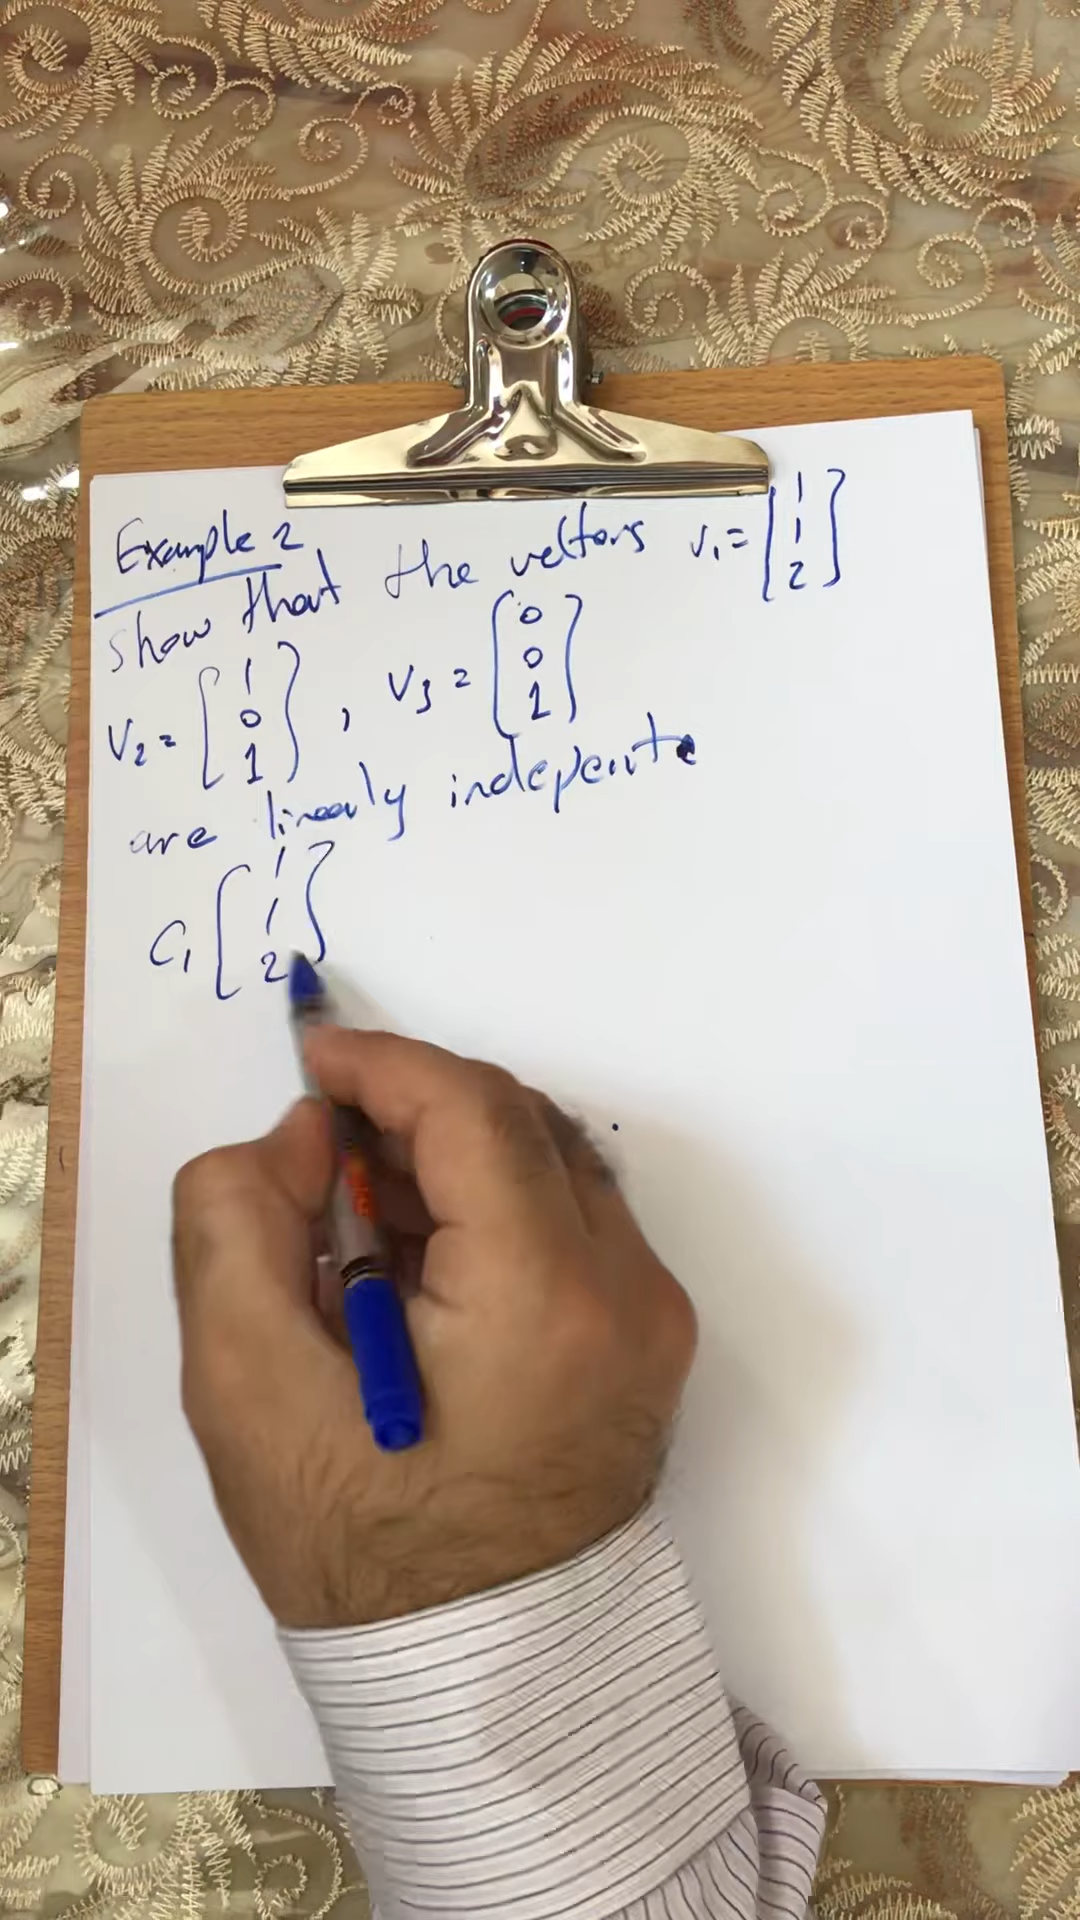 Example 2
show that the vectors v₁ = [1 1 2]
v₂ = [1 0 1] , v₃ = [0 0 1]
are linearly indepente
C₁ [1 1 2]